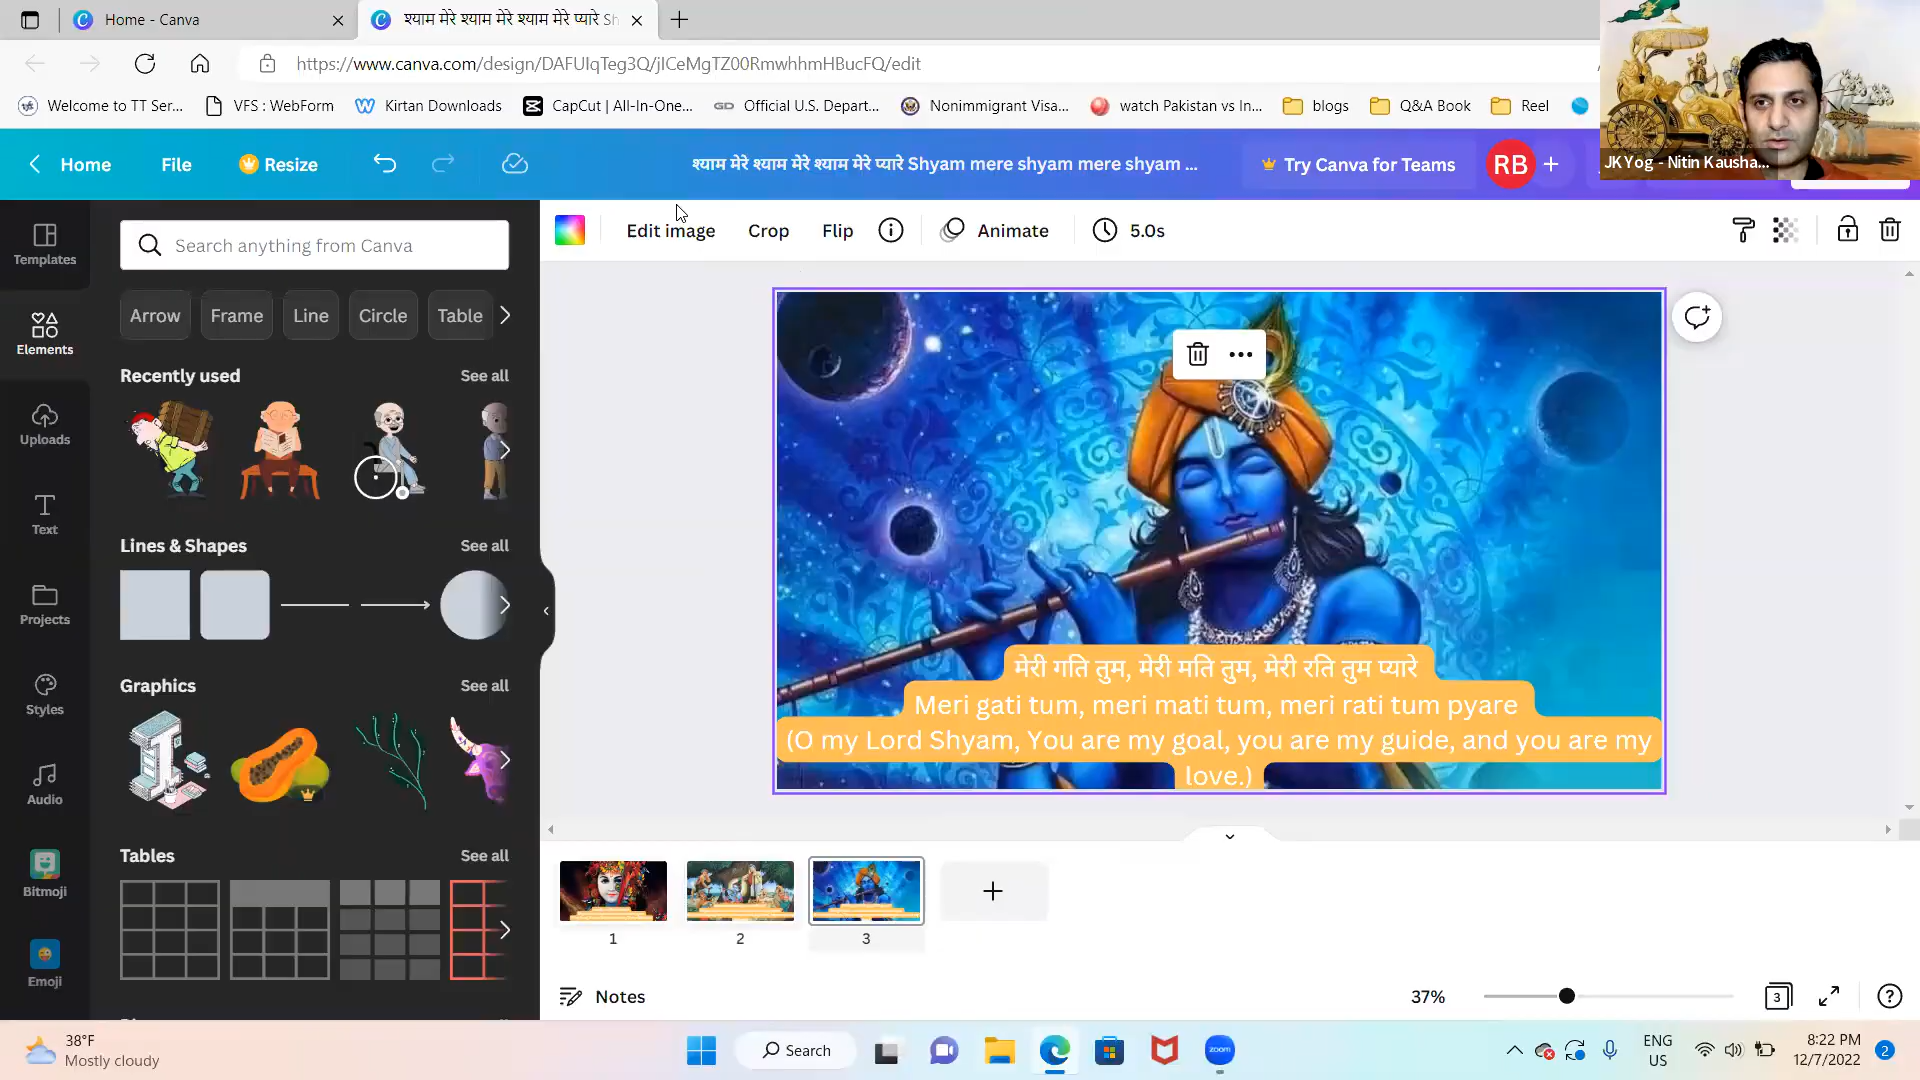 Home - Canva
श्याम मेरे श्याम मेरे श्याम मेरे प्यारे Sh
https://www.canva.com/design/DAFUIqTeg3Q/jICeMgTZ00RmwhhmHBucFQ/edit
Welcome to TT Ser...
VFS : WebForm
Kirtan Downloads
CapCut | All-In-One...
Official U.S. Depart...
Nonimmigrant Visa...
watch Pakistan vs In...
blogs
Q&A Book
Reel
JKYog - Nitin Kausha...
Home
File
Resize
श्याम मेरे श्याम मेरे श्याम मेरे प्यारे Shyam mere shyam mere shyam ...
Try Canva for Teams
RB
Templates
Elements
Uploads
Text
Projects
Styles
Audio
Bitmoji
Emoji
Search anything from Canva
Arrow
Frame
Line
Circle
Table
Recently used
See all
Lines & Shapes
See all
Graphics
See all
Tables
See all
Edit image
Crop
Flip
Animate
5.0s
मेरी गति तुम, मेरी मति तुम, मेरी रति तुम प्यारे
Meri gati tum, meri mati tum, meri rati tum pyare
(O my Lord Shyam, You are my goal, you are my guide, and you are my
love.)
1
2
3
Notes
37%
3
38°F
Mostly cloudy
Search
zoom
ENG
US
8:22 PM
12/7/2022
2